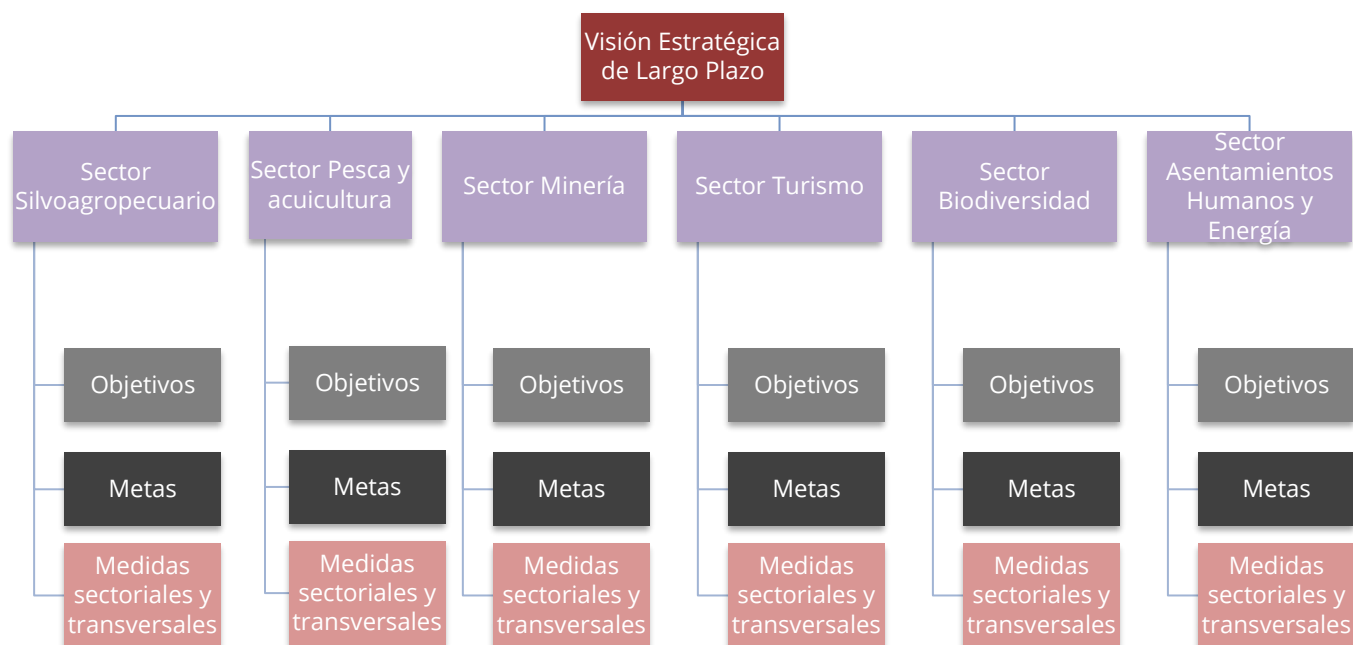 Visión Estratégica
de Largo Plazo
Sector
Silvoagropecuario
Sector Pesca y
acuicultura
Sector Minería
Sector Turismo
Sector
Biodiversidad
Sector
Asentamientos
Humanos y
Energía
Objetivos
Objetivos
Objetivos
Objetivos
Objetivos
Objetivos
Metas
Metas
Metas
Metas
Metas
Metas
Medidas
sectoriales y
transversales
Medidas
sectoriales y
transversales
Medidas
sectoriales y
transversales
Medidas
sectoriales y
transversales
Medidas
sectoriales y
transversales
Medidas
sectoriales y
transversales